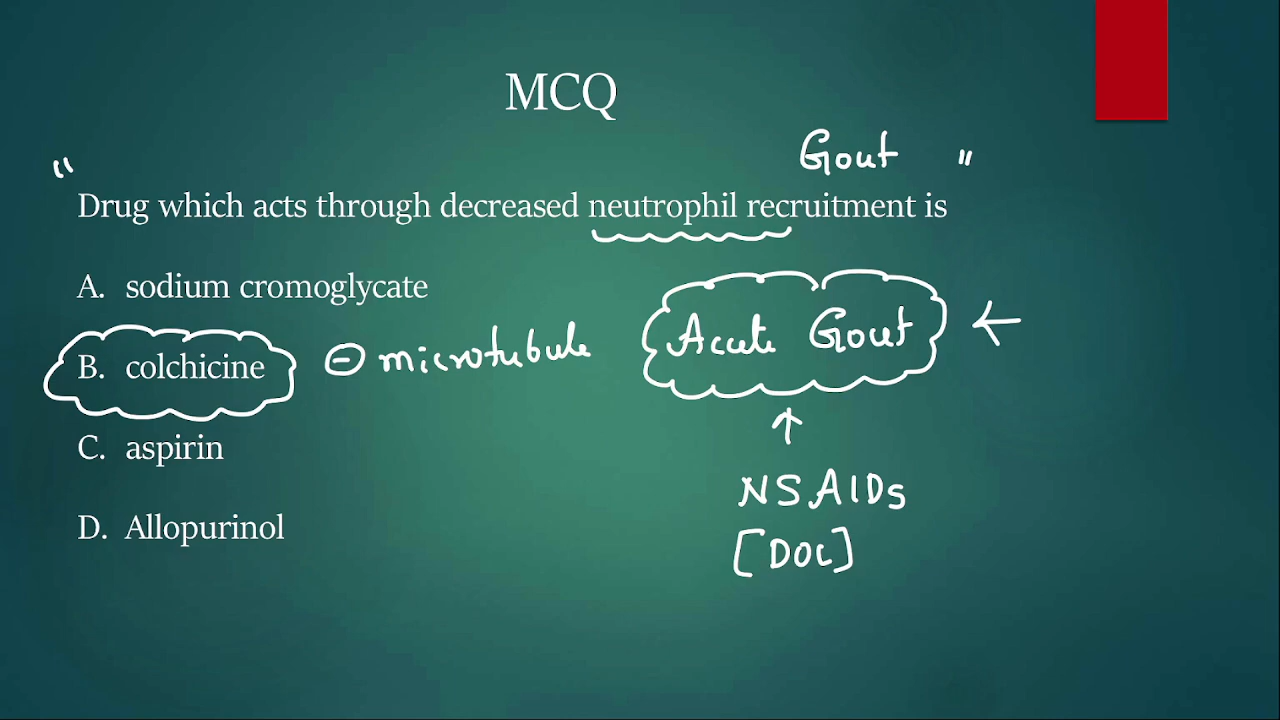 MCQ
" Gout "
Drug which acts through decreased neutrophil recruitment is
A. sodium cromoglycate
B. colchicine ⊖ microtubule Acute Gout ←
C. aspirin
↑
NSAIDs
D. Allopurinol
[DOC]